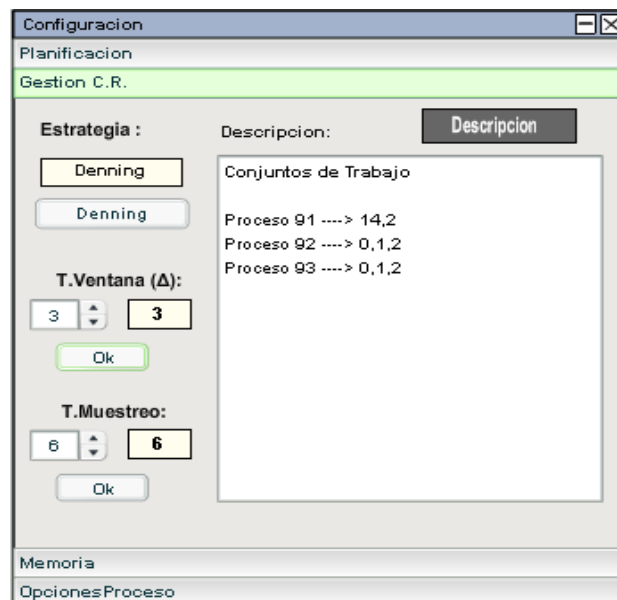 Configuracion
Planificacion
Gestion C.R.
Estrategia :
Denning
Denning
T.Ventana (Δ):
3 3
Ok
T.Muestreo:
6 6
Ok
Descripcion:
Descripcion
Conjuntos de Trabajo
Proceso 91 ----> 14,2
Proceso 92 ----> 0,1,2
Proceso 93 ----> 0,1,2
Memoria
OpcionesProceso